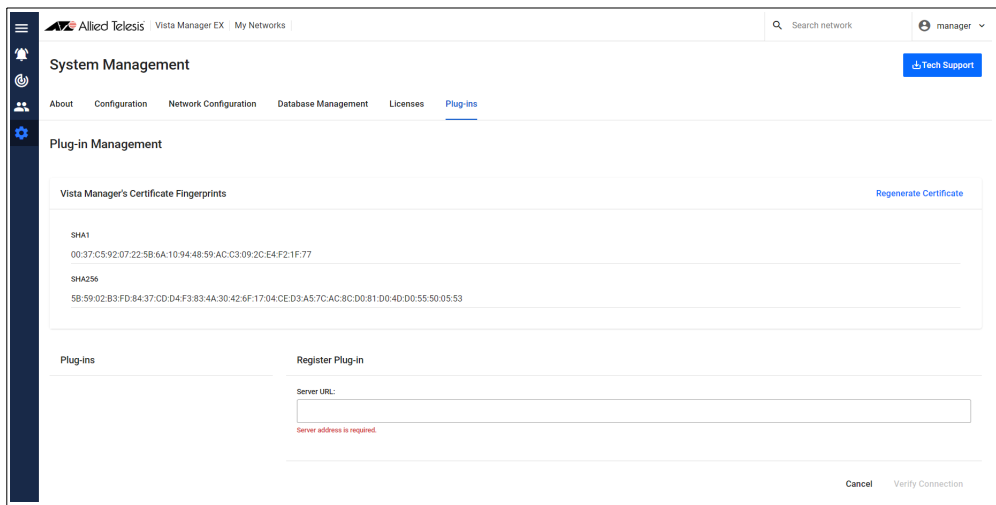 Allied Telesis Vista Manager EX My Networks Search network manager
System Management Tech Support
About Configuration Network Configuration Database Management Licenses Plug-ins
Plug-in Management
Vista Manager's Certificate Fingerprints Regenerate Certificate
SHA1
00:37:C5:92:07:22:5B:6A:10:94:48:59:AC:C3:09:2C:E4:F2:1F:77
SHA256
5B:59:02:B3:FD:84:37:CD:D4:F3:83:4A:30:42:6F:17:04:CE:D3:A5:7C:AC:8C:D0:81:D0:4D:D0:55:50:05:53
Plug-ins Register Plug-in
Server URL:
Server address is required.
Cancel Verify Connection